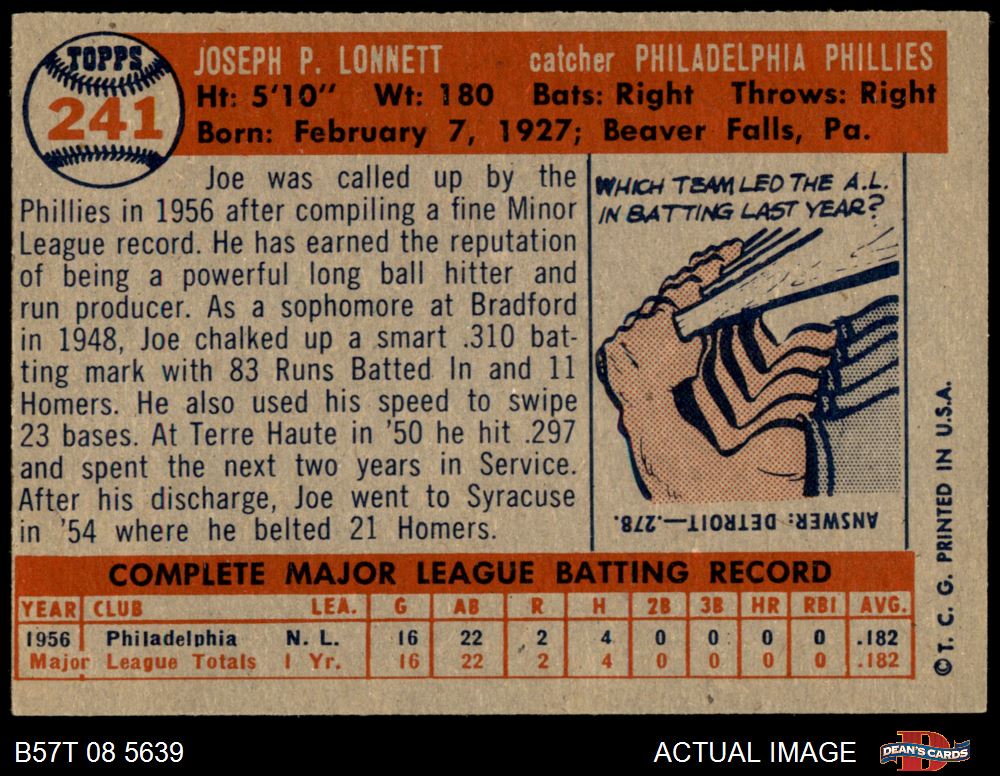 TOPPS
241
JOSEPH P. LONNETT catcher PHILADELPHIA PHILLIES
Ht: 5'10" Wt: 180 Bats: Right Throws: Right
Born: February 7, 1927; Beaver Falls, Pa.
Joe was called up by the
Phillies in 1956 after compiling a fine Minor
League record. He has earned the reputation
of being a powerful long ball hitter and
run producer. As a sophomore at Bradford
in 1948, Joe chalked up a smart .310 bat-
ting mark with 83 Runs Batted In and 11
Homers. He also used his speed to swipe
23 bases. At Terre Haute in '50 he hit .297
and spent the next two years in Service.
After his discharge, Joe went to Syracuse
in '54 where he belted 21 Homers.
WHICH TEAM LED THE A.L.
IN BATTING LAST YEAR?
ANSWER: DETROIT—.278.
COMPLETE MAJOR LEAGUE BATTING RECORD
YEAR CLUB LEA. G AB R H 2B 3B HR RBI AVG.
1956 Philadelphia N. L. 16 22 2 4 0 0 0 0 .182
Major League Totals 1 Yr. 16 22 2 4 0 0 0 0 .182
© T. C. G. PRINTED IN U.S.A.
B57T 08 5639 ACTUAL IMAGE DEAN'S CARDS